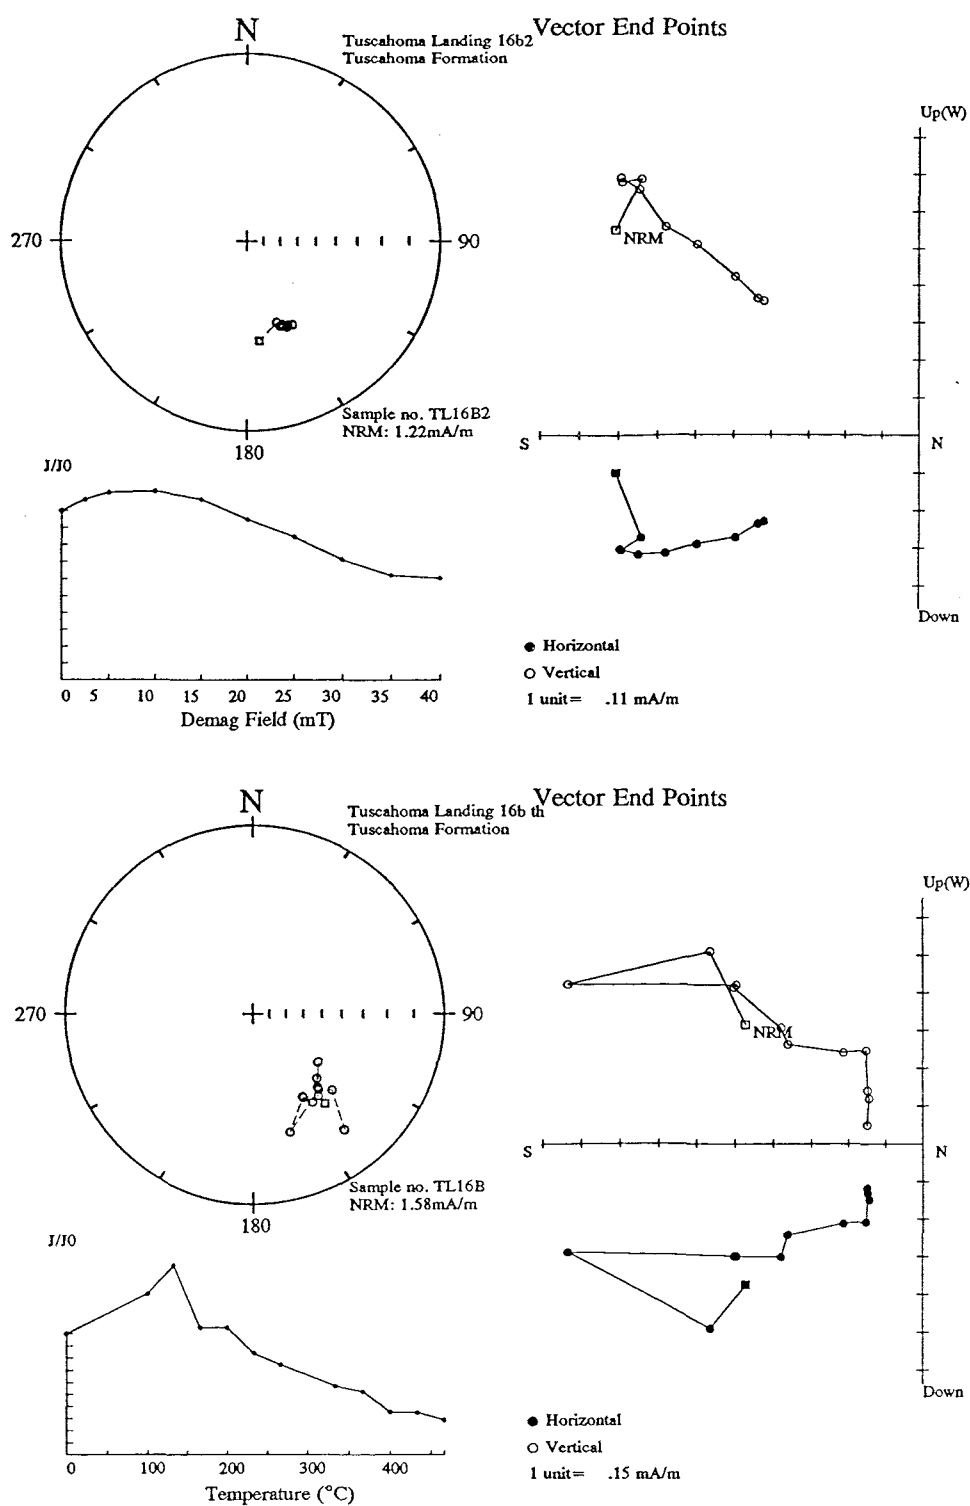 N
Tuscahoma Landing 16b2
Tuscahoma Formation
Vector End Points
Up(W)
270
90
NRM
Sample no. TL16B2
NRM: 1.22mA/m
180
S
N
J/J0
Down
● Horizontal
○ Vertical
1 unit= .11 mA/m
0 5 10 15 20 25 30 35 40
Demag Field (mT)
N
Tuscahoma Landing 16b th
Tuscahoma Formation
Vector End Points
Up(W)
270
90
NRM
Sample no. TL16B
NRM: 1.58mA/m
180
S
N
J/J0
Down
● Horizontal
○ Vertical
1 unit= .15 mA/m
0 100 200 300 400
Temperature (°C)